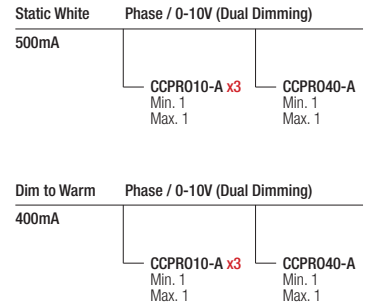 Static White Phase / 0-10V (Dual Dimming)
500mA
CCPRO10-A x3 CCPRO40-A
Min. 1 Min. 1
Max. 1 Max. 1
Dim to Warm Phase / 0-10V (Dual Dimming)
400mA
CCPRO10-A x3 CCPRO40-A
Min. 1 Min. 1
Max. 1 Max. 1